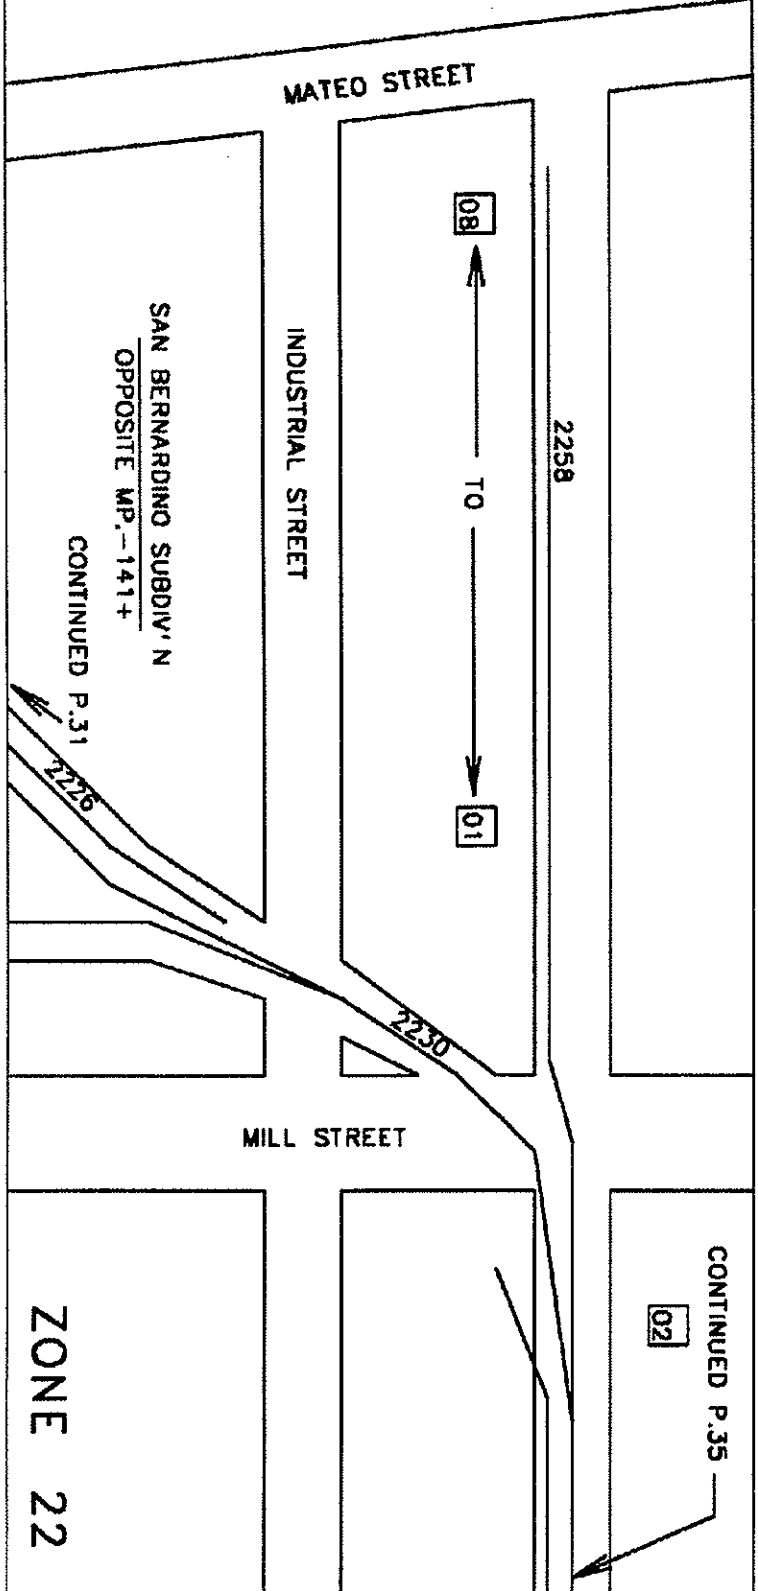 MATEO STREET
08
TO
01
2258
INDUSTRIAL STREET
SAN BERNARDINO SUBDIV'N
OPPOSITE MP.-141+
CONTINUED P.31
2226
2230
MILL STREET
CONTINUED P.35
02
ZONE 22